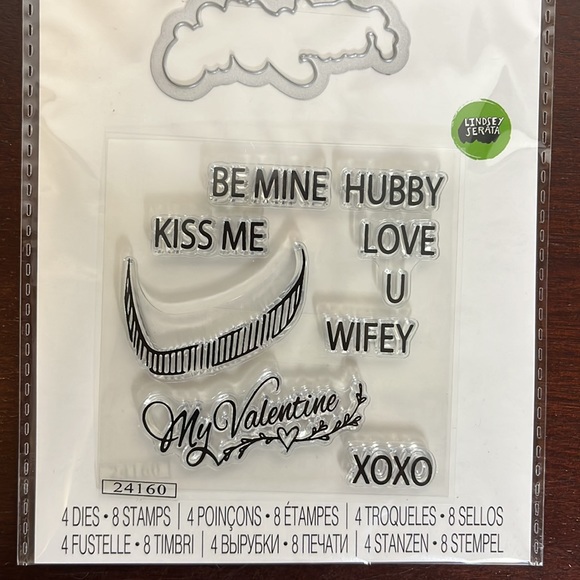 LINDSEY
SERATA
BE MINE HUBBY
KISS ME LOVE
U
WIFEY
My Valentine
XOXO
24160
4 DIES • 8 STAMPS | 4 POINÇONS • 8 ÉTAMPES | 4 TROQUELES • 8 SELLOS
4 FUSTELLE • 8 TIMBRI | 4 ВЫРУБКИ • 8 ПЕЧАТИ | 4 STANZEN • 8 STEMPEL